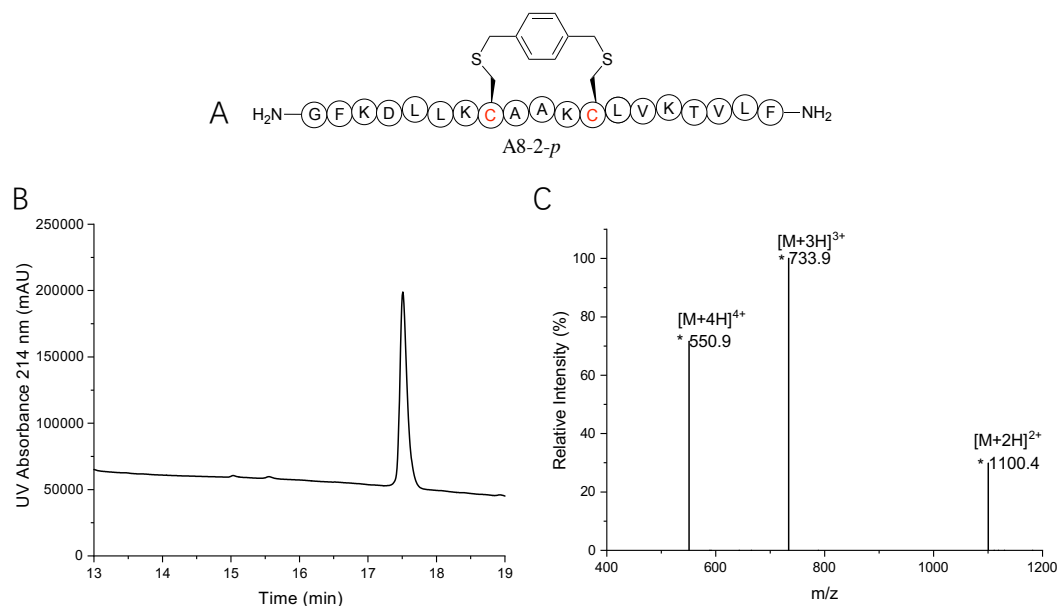 S S
A H₂N G F K D L L K C A A K C L V K T V L F NH₂
A8-2-p
B
250000
200000
150000
100000
50000
0
UV Absorbance 214 nm (mAU)
13 14 15 16 17 18 19
Time (min)
C
100
80
60
40
20
0
Relative Intensity (%)
[M+3H]³⁺
* 733.9
[M+4H]⁴⁺
* 550.9
[M+2H]²⁺
* 1100.4
400 600 800 1000 1200
m/z